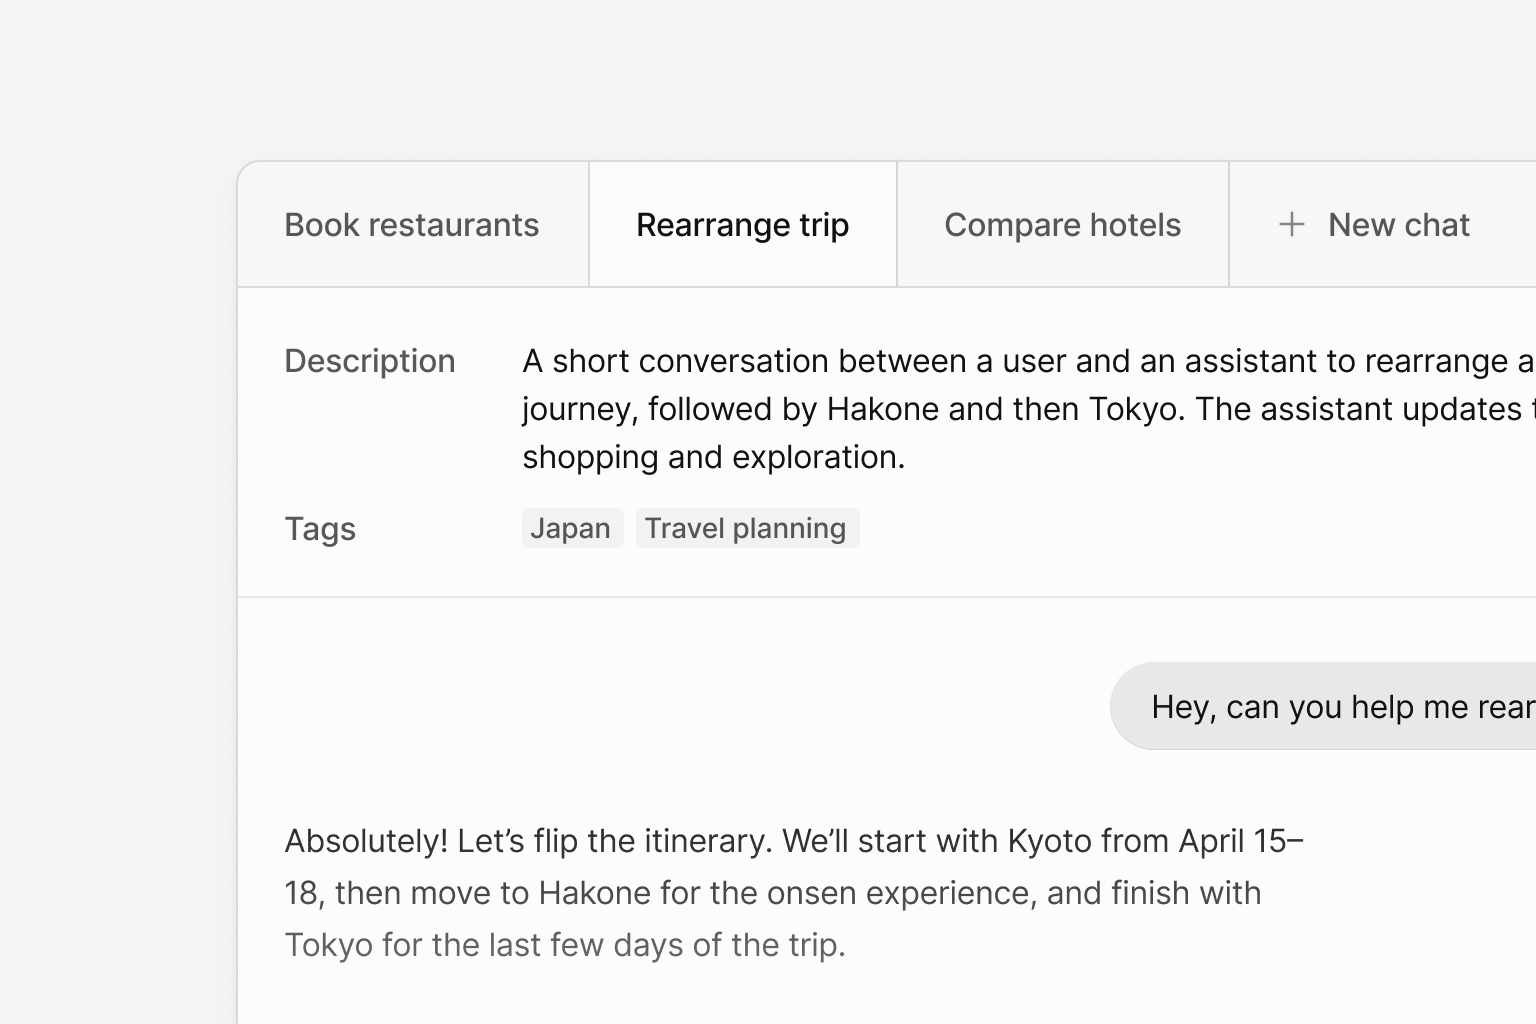 Book restaurants
Rearrange trip
Compare hotels
+ New chat
Description
A short conversation between a user and an assistant to rearrange a
journey, followed by Hakone and then Tokyo. The assistant updates
shopping and exploration.
Tags
Japan
Travel planning
Hey, can you help me
Absolutely! Let’s flip the itinerary. We’ll start with Kyoto from April 15–
18, then move to Hakone for the onsen experience, and finish with
Tokyo for the last few days of the trip.